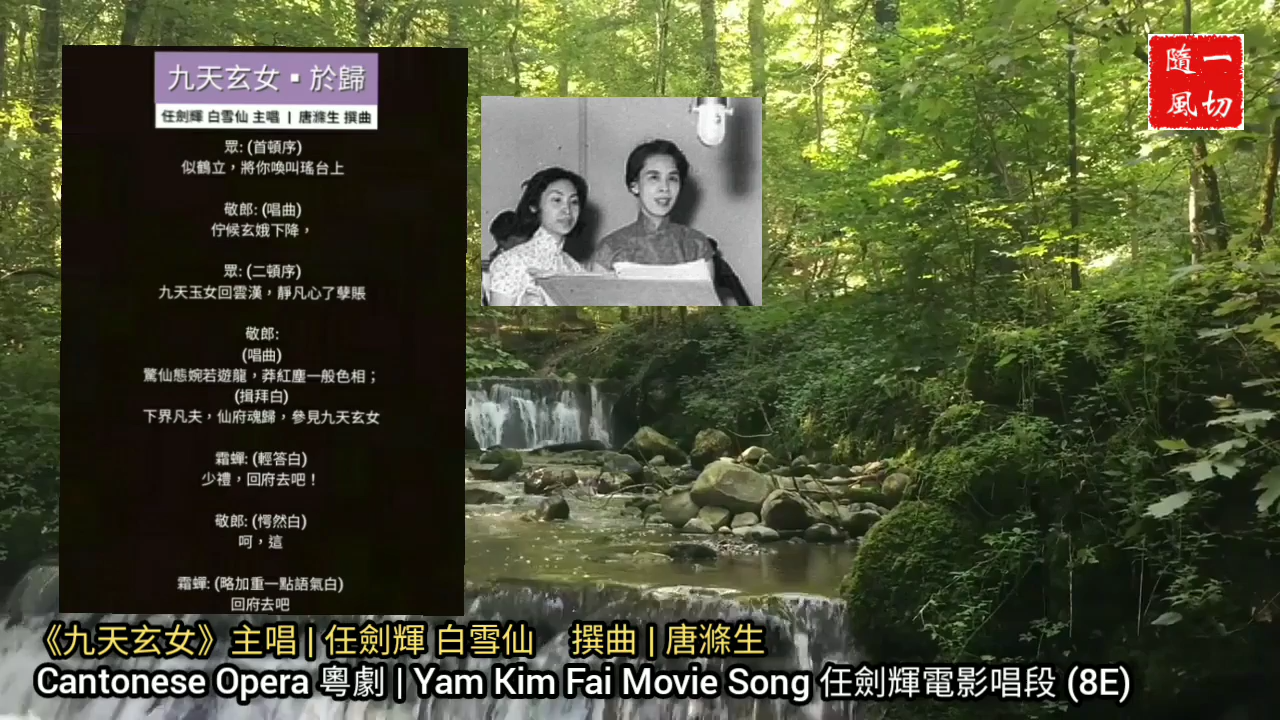 九天玄女▪於歸
任劍輝 白雪仙 主唱 | 唐滌生 撰曲
眾: (首頓序)
似鶴立，將你喚叫瑤台上
敬郎: (唱曲)
佇候玄娥下降，
眾: (二頓序)
九天玉女回雲漢，靜凡心了孽賬
敬郎:
(唱曲)
驚仙態婉若遊龍，莽紅塵一般色相；
(揖拜白)
下界凡夫，仙府魂歸，參見九天玄女
霜蟬: (輕答白)
少禮，回府去吧！
敬郎: (愕然白)
呵，這
霜蟬: (略加重一點語氣白)
回府去吧
一切
隨風
《九天玄女》主唱 | 任劍輝 白雪仙 撰曲 | 唐滌生
Cantonese Opera 粵劇 | Yam Kim Fai Movie Song 任劍輝電影唱段 (8E)